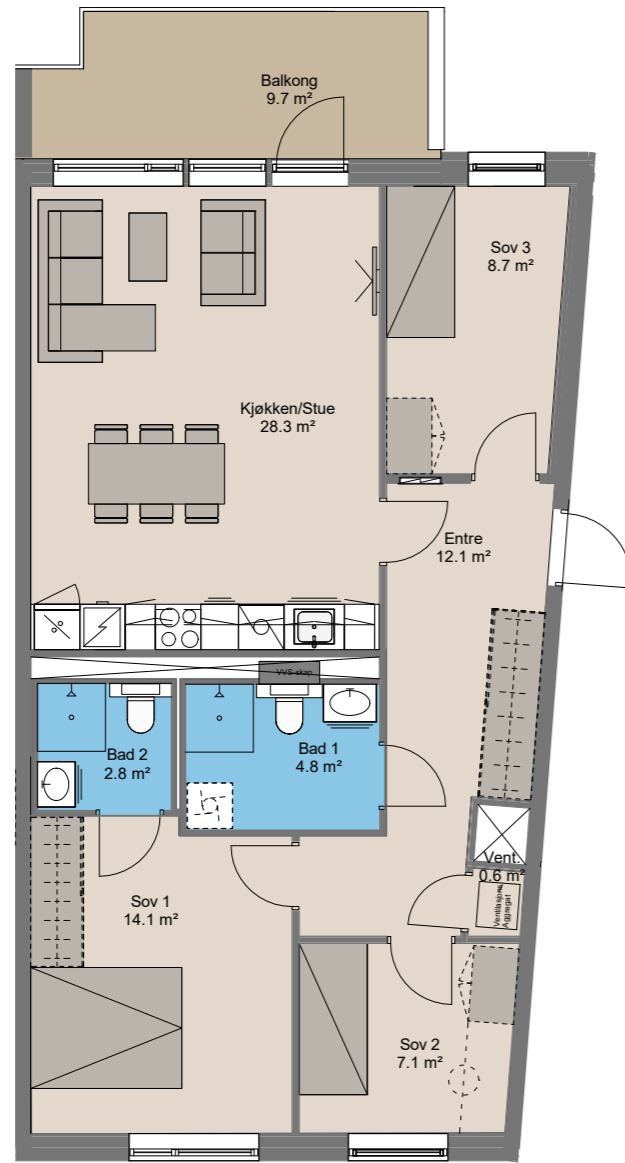 Balkong
9.7 m²
Sov 3
8.7 m²
Kjøkken/Stue
28.3 m²
Entre
12.1 m²
VVS-skap
Bad 2
2.8 m²
Bad 1
4.8 m²
Vent.
0.6 m²
Ventilasjons
Aggregat
Sov 1
14.1 m²
Sov 2
7.1 m²